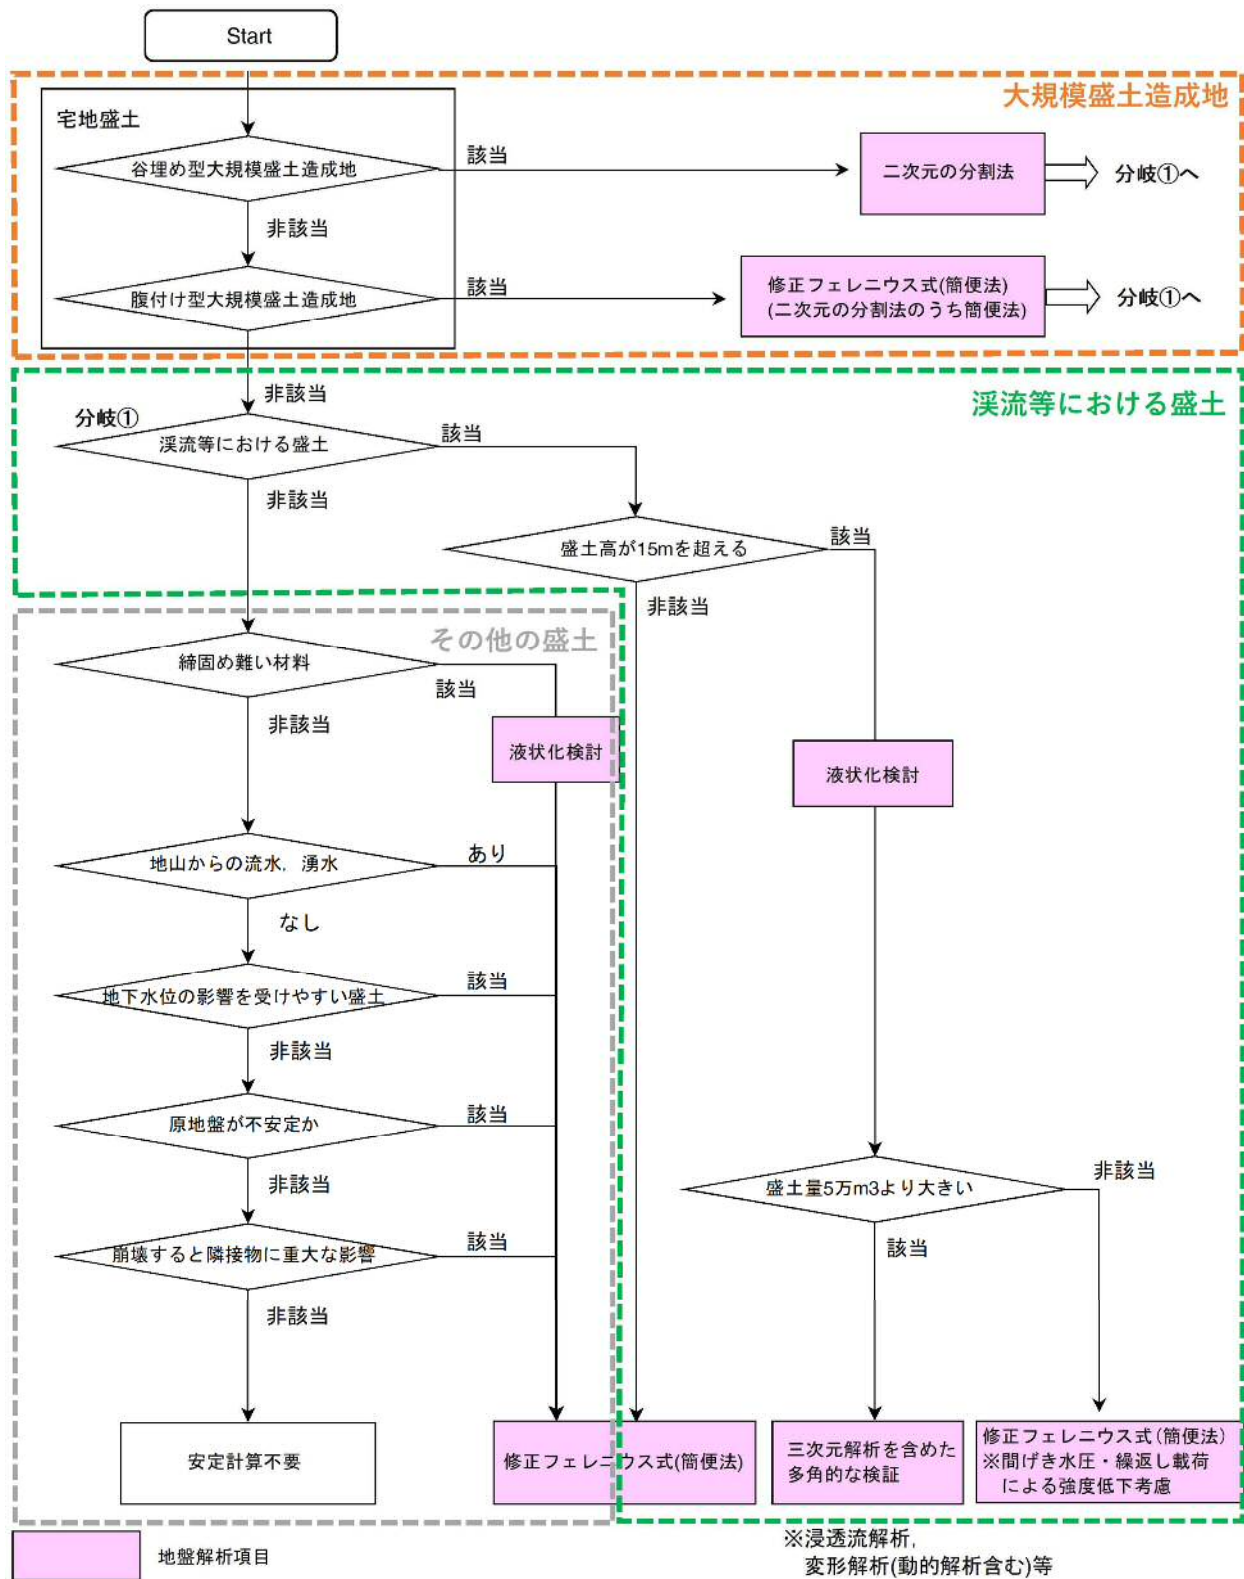 Start
大規模盛土造成地
宅地盛土
谷埋め型大規模盛土造成地
該当
二次元の分割法
分岐①へ
非該当
腹付け型大規模盛土造成地
該当
修正フェレニウス式(簡便法)
(二次元の分割法のうち簡便法)
分岐①へ
非該当
渓流等における盛土
分岐①
渓流等における盛土
該当
非該当
盛土高が15mを超える
該当
非該当
その他の盛土
締固め難い材料
該当
非該当
液状化検討
液状化検討
地山からの流水，湧水
あり
なし
地下水位の影響を受けやすい盛土
該当
非該当
原地盤が不安定か
該当
非該当
盛土量5万m3より大きい
非該当
該当
崩壊すると隣接物に重大な影響
該当
非該当
安定計算不要
修正フェレニウス式(簡便法)
三次元解析を含めた
多角的な検証
修正フェレニウス式（簡便法）
※間げき水圧・繰返し載荷
による強度低下考慮
地盤解析項目
※浸透流解析，
変形解析(動的解析含む)等